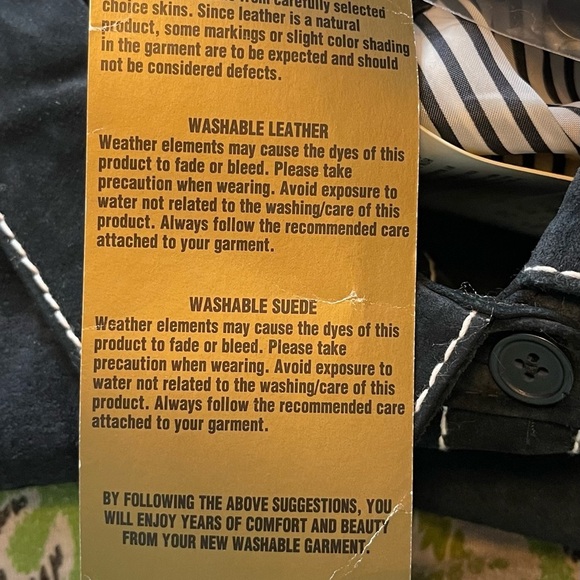 from carefully selected
choice skins. Since leather is a natural
product, some markings or slight color shading
in the garment are to be expected and should
not be considered defects.
WASHABLE LEATHER
Weather elements may cause the dyes of this
product to fade or bleed. Please take
precaution when wearing. Avoid exposure to
water not related to the washing/care of this
product. Always follow the recommended care
attached to your garment.
WASHABLE SUEDE
Weather elements may cause the dyes of this
product to fade or bleed. Please take
precaution when wearing. Avoid exposure to
water not related to the washing/care of this
product. Always follow the recommended care
attached to your garment.
BY FOLLOWING THE ABOVE SUGGESTIONS, YOU
WILL ENJOY YEARS OF COMFORT AND BEAUTY
FROM YOUR NEW WASHABLE GARMENT.